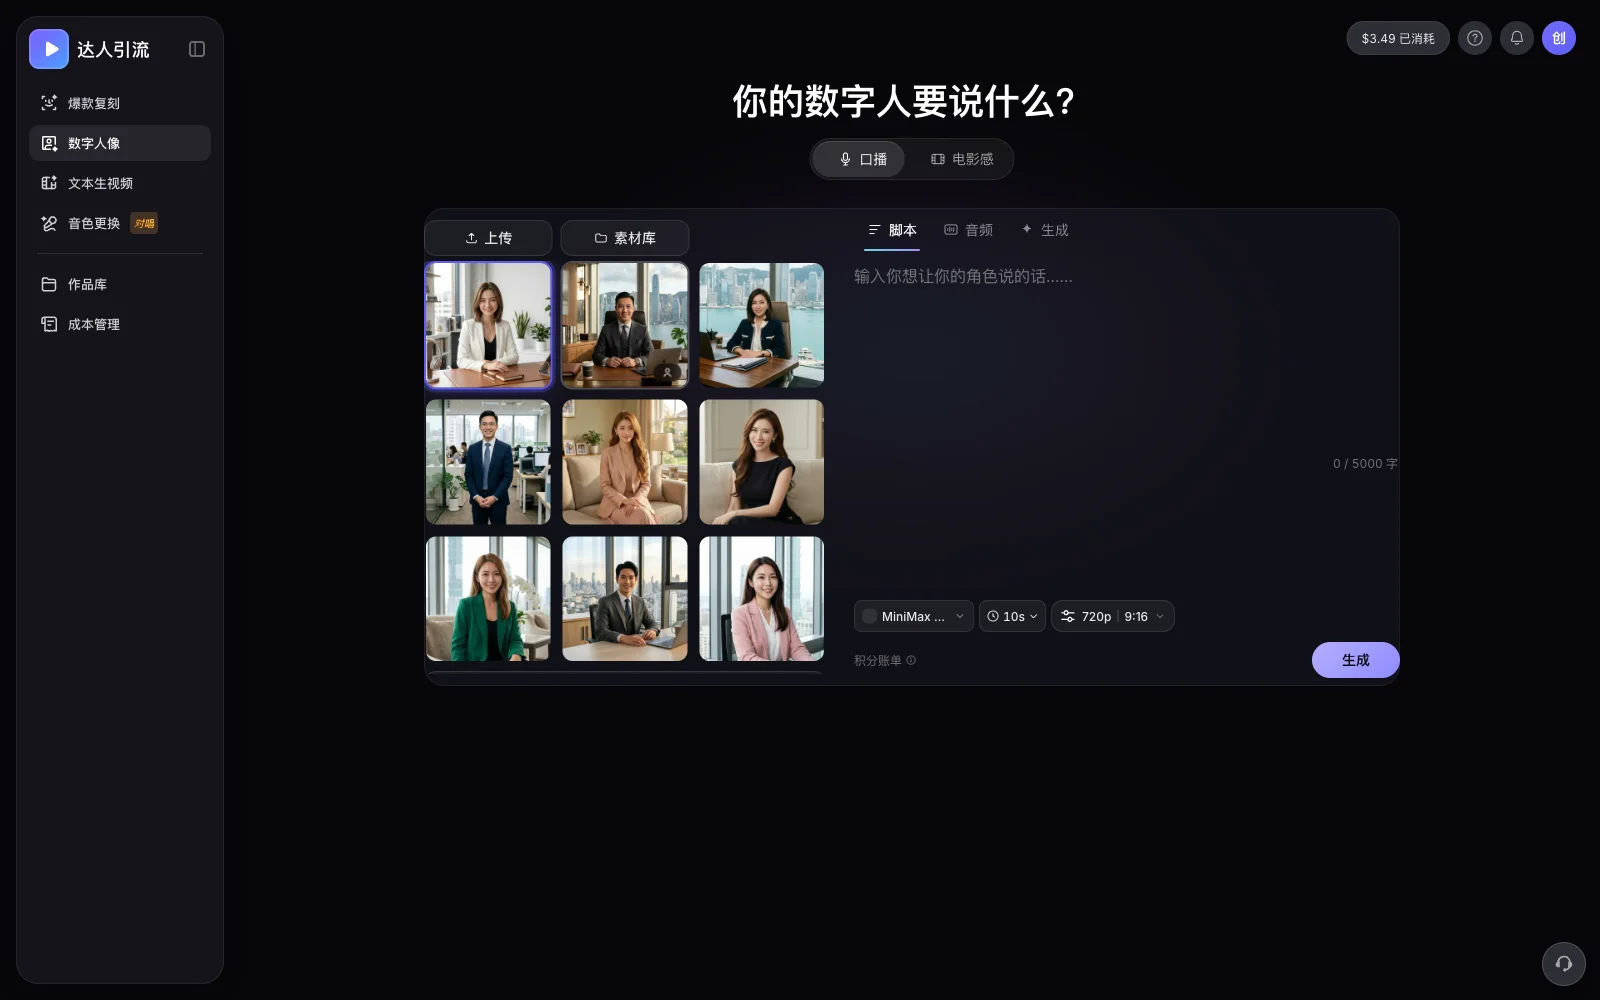 达人引流
爆款复刻
数字人像
文本生视频
音色更换 对唱
作品库
成本管理
$3.49 已消耗
创
你的数字人要说什么?
口播 电影感
上传 素材库
脚本 音频 生成
输入你想让你的角色说的话......
0 / 5000 字
MiniMax ... 10s 720p 9:16
积分账单
生成